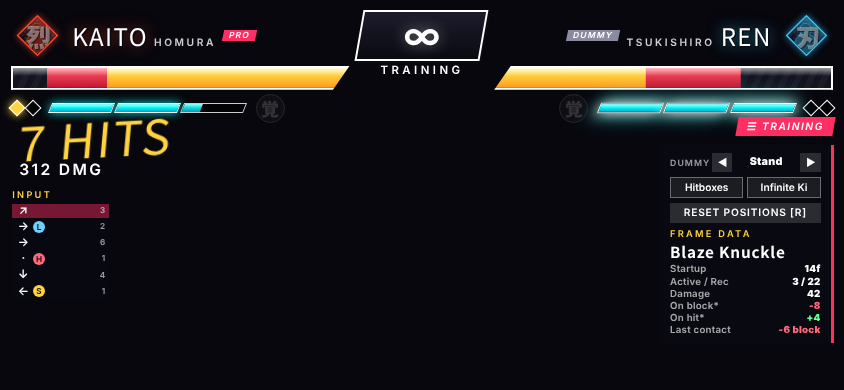 烈 KAITO HOMURA PRO
∞
TRAINING
DUMMY TSUKISHIRO REN 刃
覚
覚
7 HITS
312 DMG
☰ TRAINING
INPUT
↗ 3
→ L 2
→ 6
· H 1
↓ 4
← S 1
DUMMY ◀ Stand ▶
Hitboxes Infinite Ki
RESET POSITIONS [R]
FRAME DATA
Blaze Knuckle
Startup 14f
Active / Rec 3 / 22
Damage 42
On block* -8
On hit* +4
Last contact -6 block